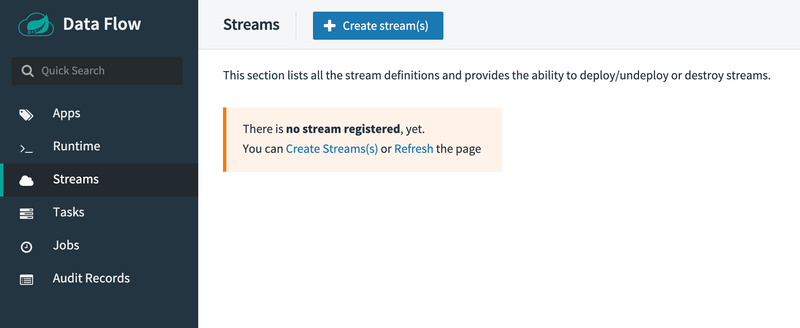 Data Flow
Quick Search
Apps
Runtime
Streams
Tasks
Jobs
Audit Records
Streams
Create stream(s)
This section lists all the stream definitions and provides the ability to deploy/undeploy or destroy streams.
There is no stream registered, yet.
You can Create Streams(s) or Refresh the page